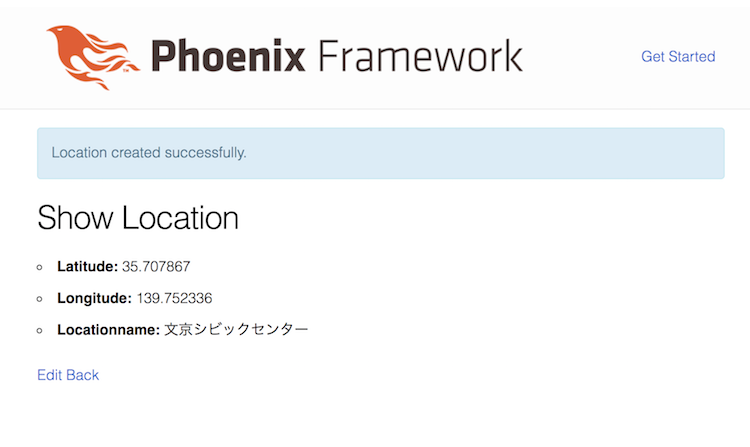 Phoenix Framework
Get Started
Location created successfully.
Show Location
Latitude: 35.707867
Longitude: 139.752336
Locationname: 文京シビックセンター
Edit Back